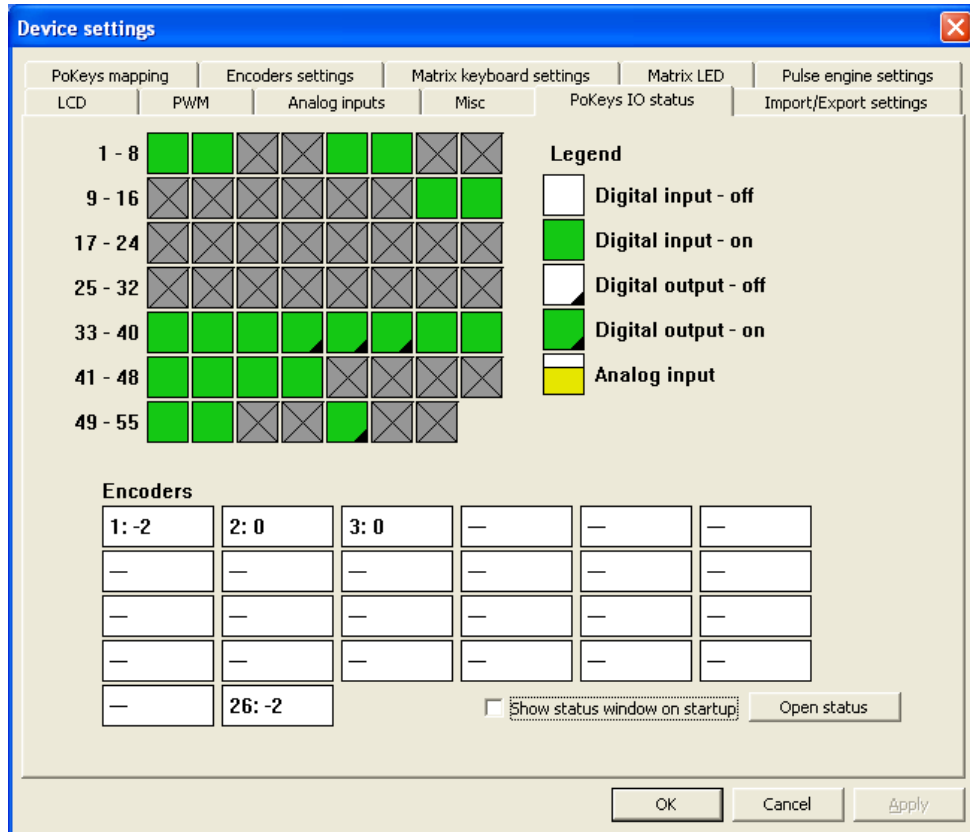 Device settings
PoKeys mapping Encoders settings Matrix keyboard settings Matrix LED Pulse engine settings
LCD PWM Analog inputs Misc PoKeys IO status Import/Export settings
1 - 8
9 - 16
17 - 24
25 - 32
33 - 40
41 - 48
49 - 55
Legend
Digital input - off
Digital input - on
Digital output - off
Digital output - on
Analog input
Encoders
1: -2 2: 0 3: 0 — — —
— — — — — —
— — — — — —
— — — — — —
— 26: -2
Show status window on startup Open status
OK Cancel Apply